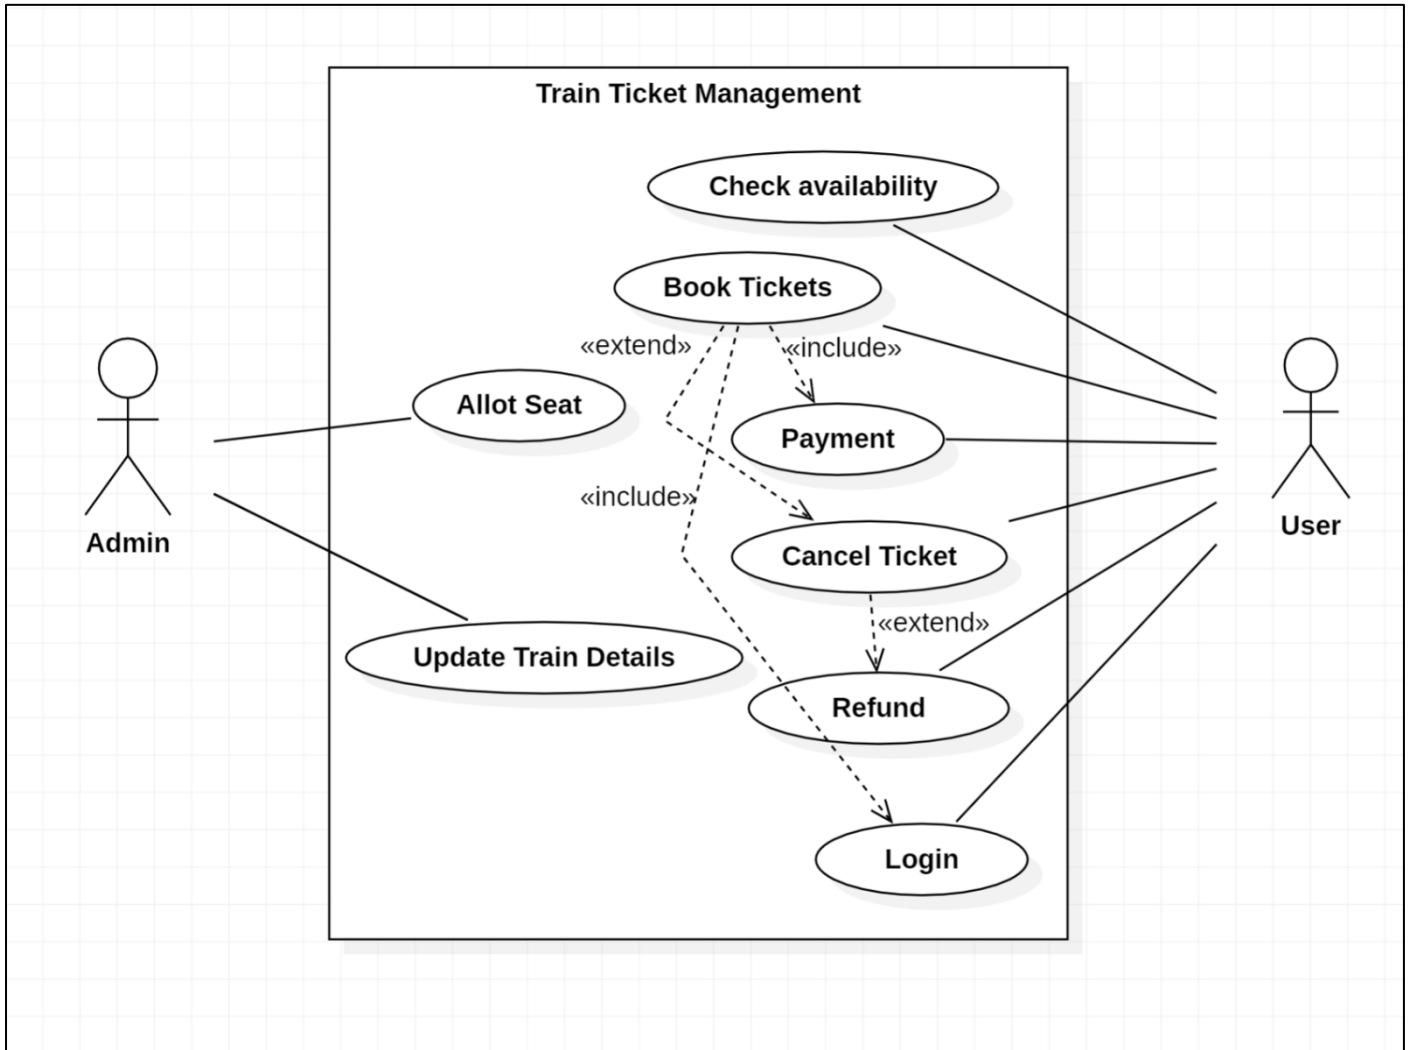 Train Ticket Management
Check availability
Book Tickets
«extend»
«include»
Allot Seat
Payment
«include»
Admin
User
Cancel Ticket
«extend»
Update Train Details
Refund
Login